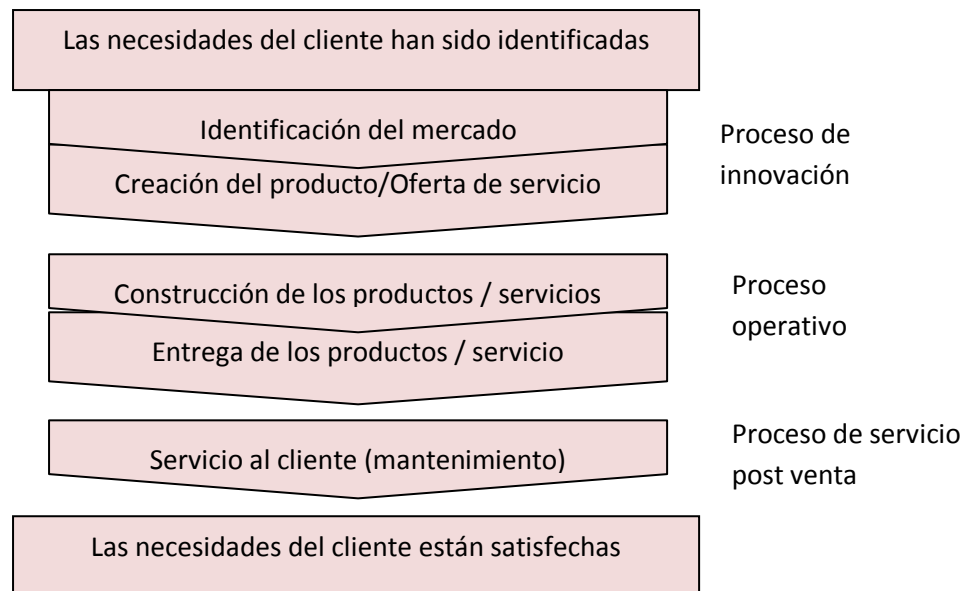 Las necesidades del cliente han sido identificadas
Identificación del mercado
Creación del producto/Oferta de servicio
Proceso de
innovación
Construcción de los productos / servicios
Entrega de los productos / servicio
Proceso
operativo
Servicio al cliente (mantenimiento)
Proceso de servicio
post venta
Las necesidades del cliente están satisfechas